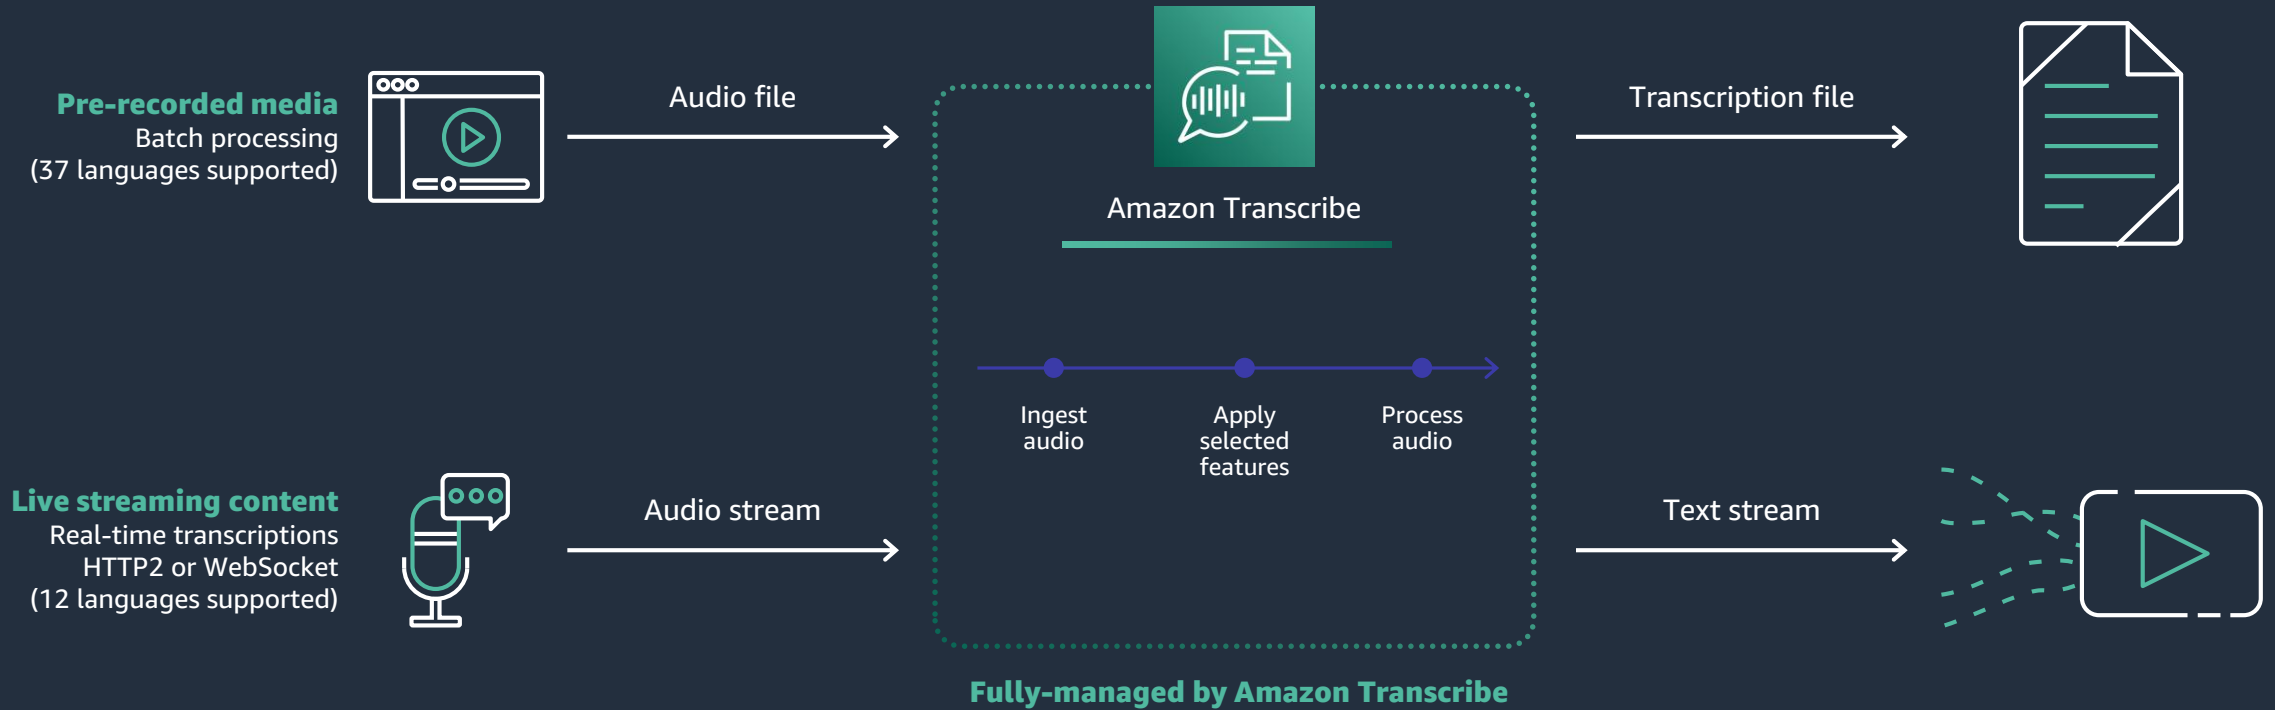 Pre-recorded media
Batch processing
(37 languages supported)
Audio file
Amazon Transcribe
Transcription file
Ingest
audio
Apply
selected
features
Process
audio
Live streaming content
Real-time transcriptions
HTTP2 or WebSocket
(12 languages supported)
Audio stream
Text stream
Fully-managed by Amazon Transcribe